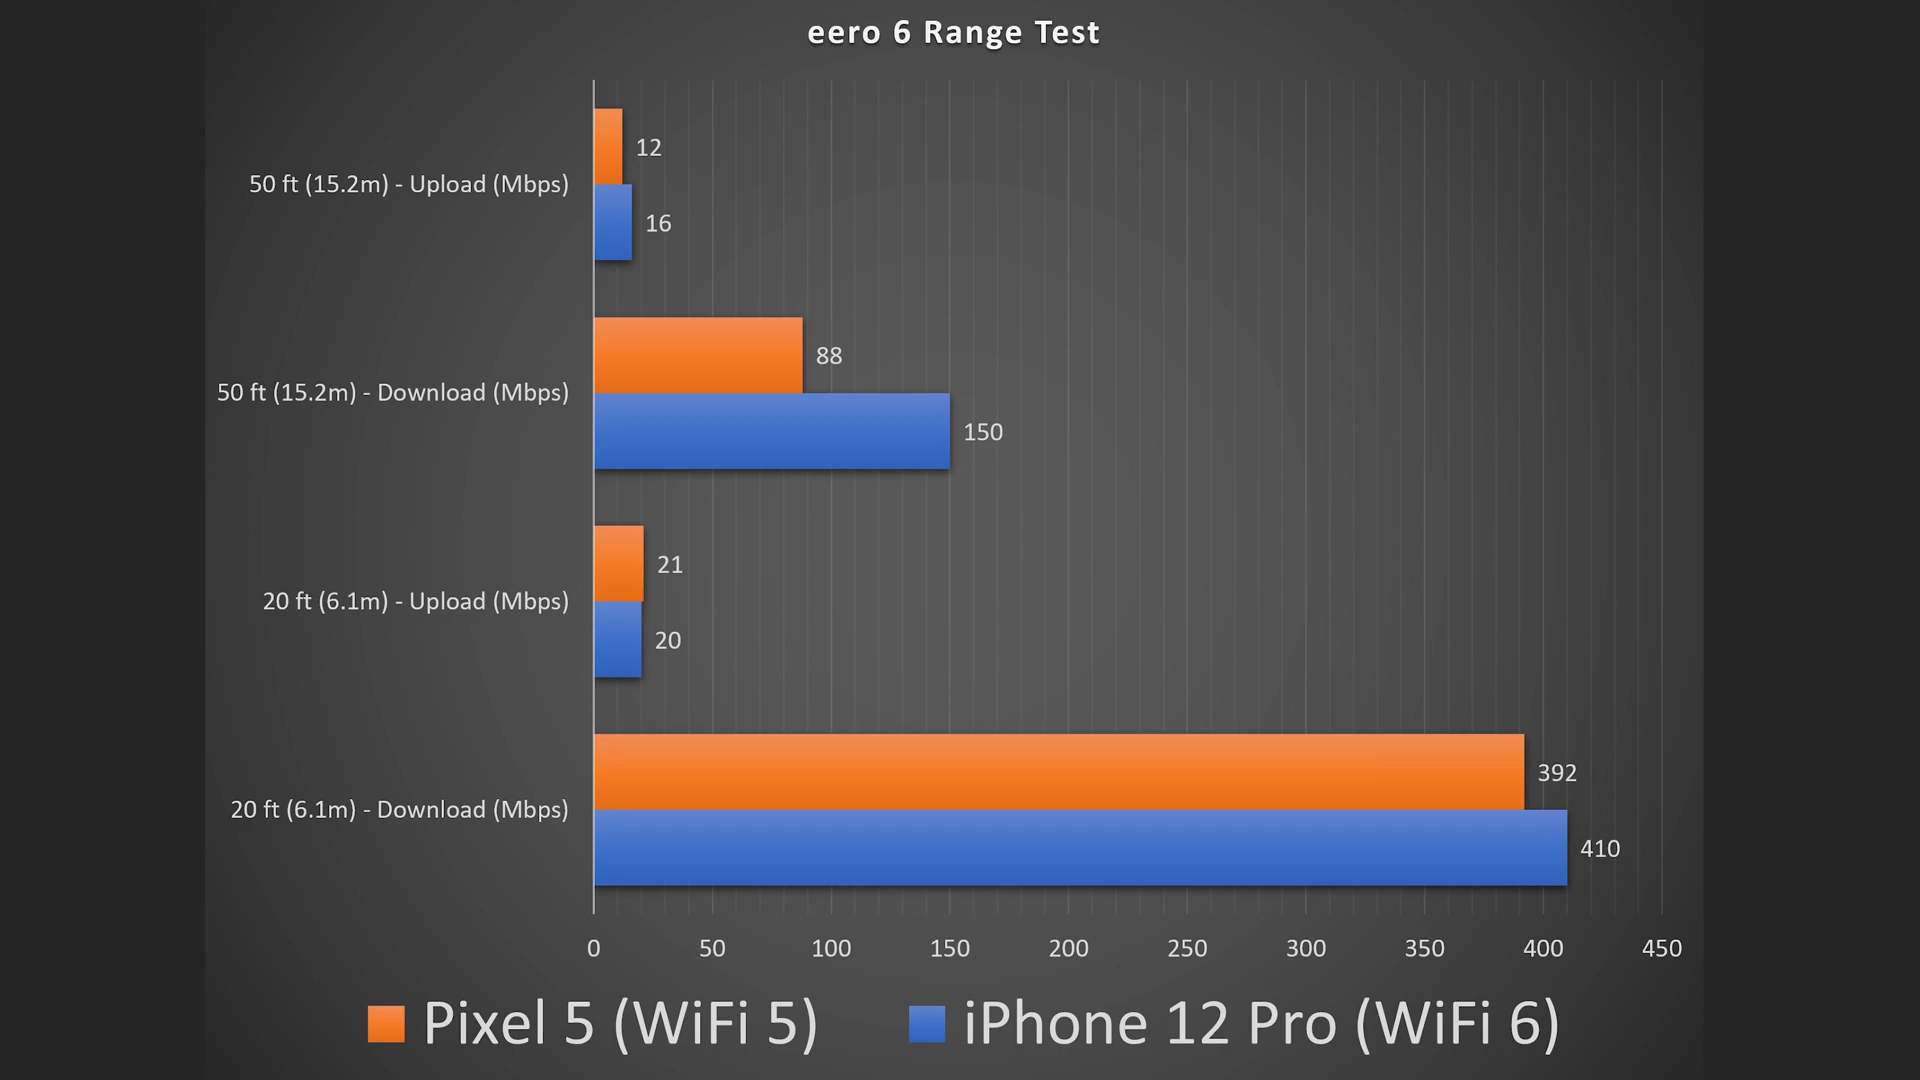 eero 6 Range Test
50 ft (15.2m) - Upload (Mbps)
12
16
50 ft (15.2m) - Download (Mbps)
88
150
20 ft (6.1m) - Upload (Mbps)
21
20
20 ft (6.1m) - Download (Mbps)
392
410
0 50 100 150 200 250 300 350 400 450
Pixel 5 (WiFi 5) iPhone 12 Pro (WiFi 6)